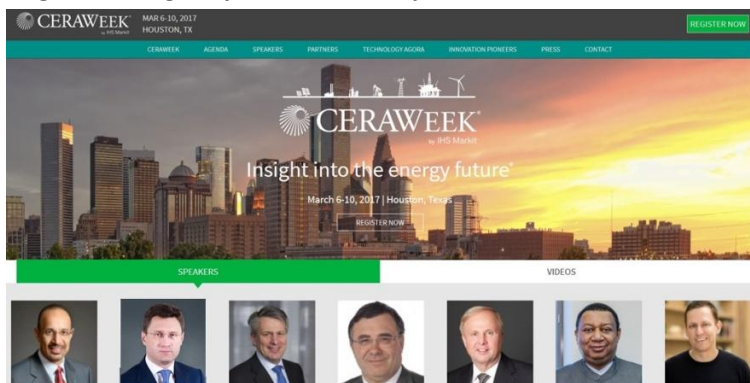 CERAWEEK® MAR 6-10, 2017
by IHS Markit HOUSTON, TX
REGISTER NOW
CERAWEEK AGENDA SPEAKERS PARTNERS TECHNOLOGY AGORA INNOVATION PIONEERS PRESS CONTACT
CERAWEEK®
by IHS Markit
Insight into the energy future®
March 6-10, 2017 | Houston, Texas
REGISTER NOW
SPEAKERS VIDEOS